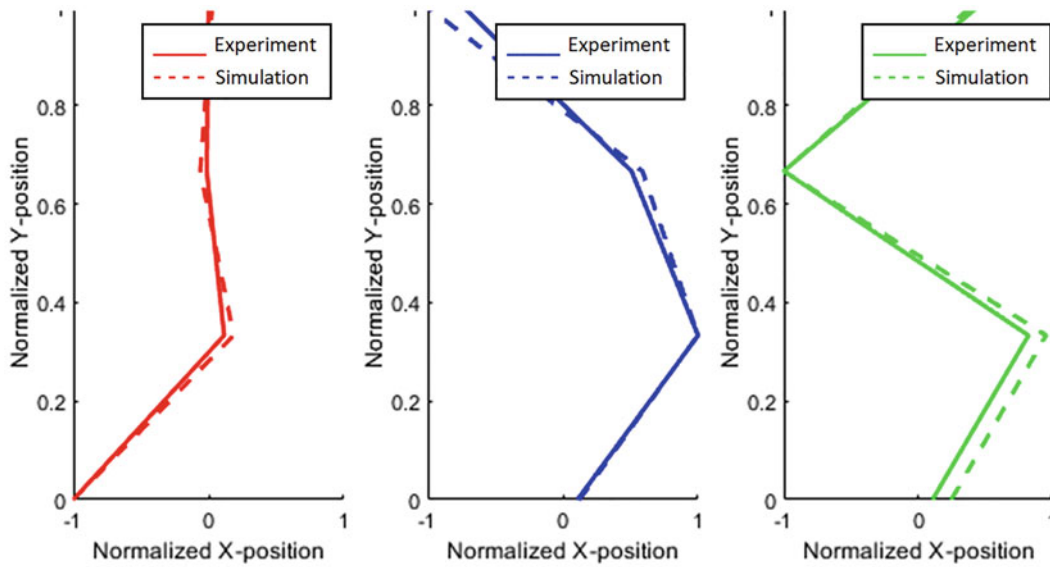 Experiment
Simulation
0.8
0.6
0.4
0.2
0
-1
0
1
Normalized Y-position
Normalized X-position
Experiment
Simulation
0.8
0.6
0.4
0.2
0
-1
0
1
Normalized Y-position
Normalized X-position
Experiment
Simulation
0.8
0.6
0.4
0.2
0
-1
0
1
Normalized Y-position
Normalized X-position